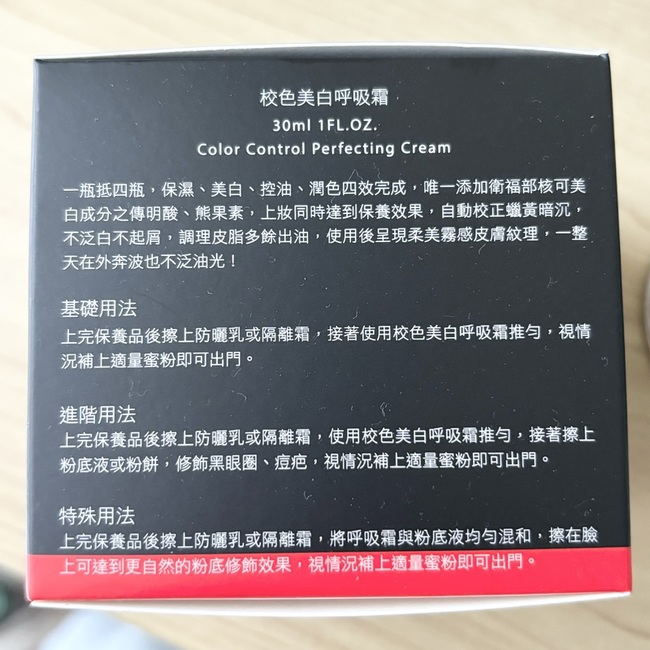 校色美白呼吸霜
30ml 1FL.OZ.
Color Control Perfecting Cream
一瓶抵四瓶，保濕、美白、控油、潤色四效完成，唯一添加衛福部核可美
白成分之傳明酸、熊果素，上妝同時達到保養效果，自動校正蠟黃暗沉，
不泛白不起屑，調理皮脂多餘出油，使用後呈現柔美霧感皮膚紋理，一整
天在外奔波也不泛油光！
基礎用法
上完保養品後擦上防曬乳或隔離霜，接著使用校色美白呼吸霜推勻，視情
況補上適量蜜粉即可出門。
進階用法
上完保養品後擦上防曬乳或隔離霜，使用校色美白呼吸霜推勻，接著擦上
粉底液或粉餅，修飾黑眼圈、痘疤，視情況補上適量蜜粉即可出門。
特殊用法
上完保養品後擦上防曬乳或隔離霜，將呼吸霜與粉底液均勻混和，擦在臉
上可達到更自然的粉底修飾效果，視情況補上適量蜜粉即可出門。